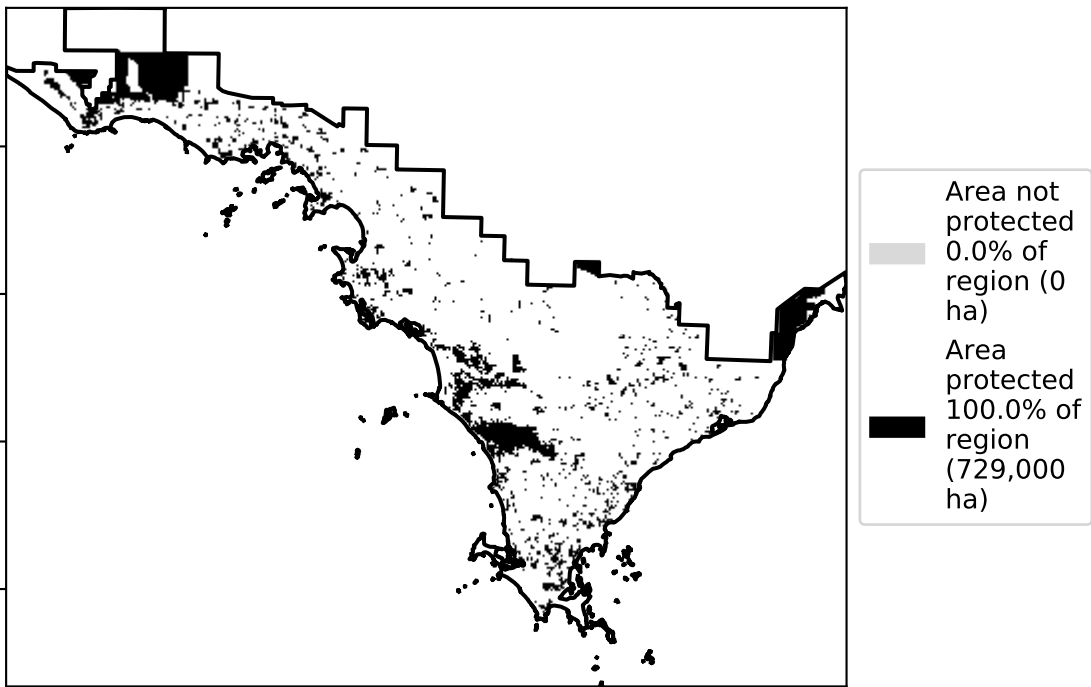 Area not
protected
0.0% of
region (0
ha)
Area
protected
100.0% of
region
(729,000
ha)